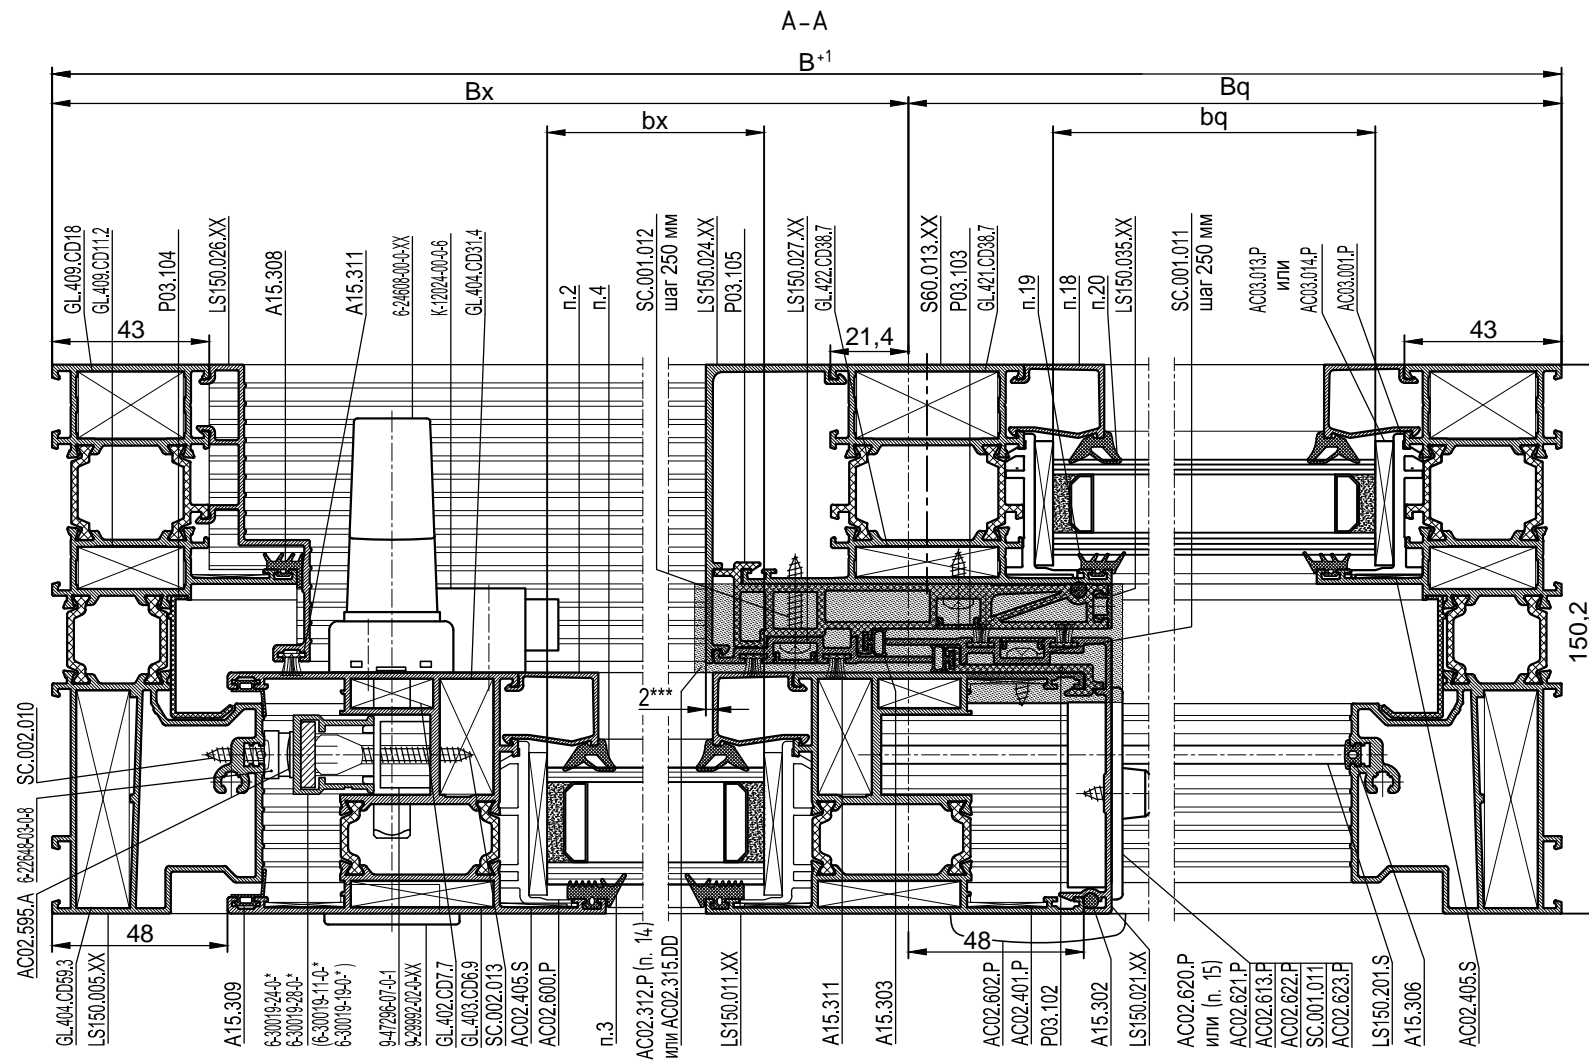 A-A
B⁺¹
Bx
Bq
bx
bq
GL.409.CD18
GL.409.CD11.2
P03.104
LS150.026.XX
A15.308
A15.311
6-24608-00-0-XX
K-12024-00-0-6
GL.404.CD31.4
п.2
п.4
SC.001.012
шаг 250 мм
LS150.024.XX
P03.105
LS150.027.XX
GL.422.CD38.7
S60.013.XX
P03.103
GL.421.CD38.7
п.19
п.18
п.20
LS150.035.XX
SC.001.011
шаг 250 мм
AC03.013.P
или
AC03.014.P
AC03.001.P
43
21,4
43
150,2
2***
SC.002.010
6-22648-03-0-8
AC02.595.A
48
48
GL.404.CD59.3
LS150.005.XX
A15.309
6-30019-24-0-*
6-30019-28-0-*
(6-30019-11-0-*
6-30019-19-0-*)
9-47296-07-0-1
9-29992-02-0-XX
GL.402.CD7.7
GL.403.CD6.9
SC.002.013
AC02.405.S
AC02.600.P
п.3
AC02.312.P (п. 14)
или AC02.315.DD
LS150.011.XX
A15.311
A15.303
AC02.602.P
AC02.401.P
P03.102
A15.302
LS150.021.XX
AC02.620.P
или (п. 15)
AC02.621.P
AC02.613.P
AC02.622.P
SC.001.011
AC02.623.P
LS150.201.S
A15.306
AC02.405.S